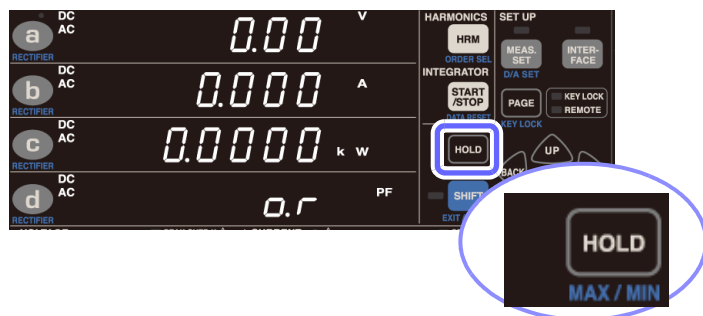 DC
AC
a
RECTIFIER
0.00
V
DC
AC
b
RECTIFIER
0.000
A
DC
AC
C
RECTIFIER
0.0000
k W
DC
AC
d
RECTIFIER
o.r
PF
HARMONICS
HRM
ORDER SEL
INTEGRATOR
START
/STOP
DATA RESET
HOLD
SHIFT
EXIT
SET UP
MEAS.
SET
D/A SET
INTER-
FACE
PAGE
KEY LOCK
KEY LOCK
REMOTE
UP
BACK
HOLD
MAX / MIN